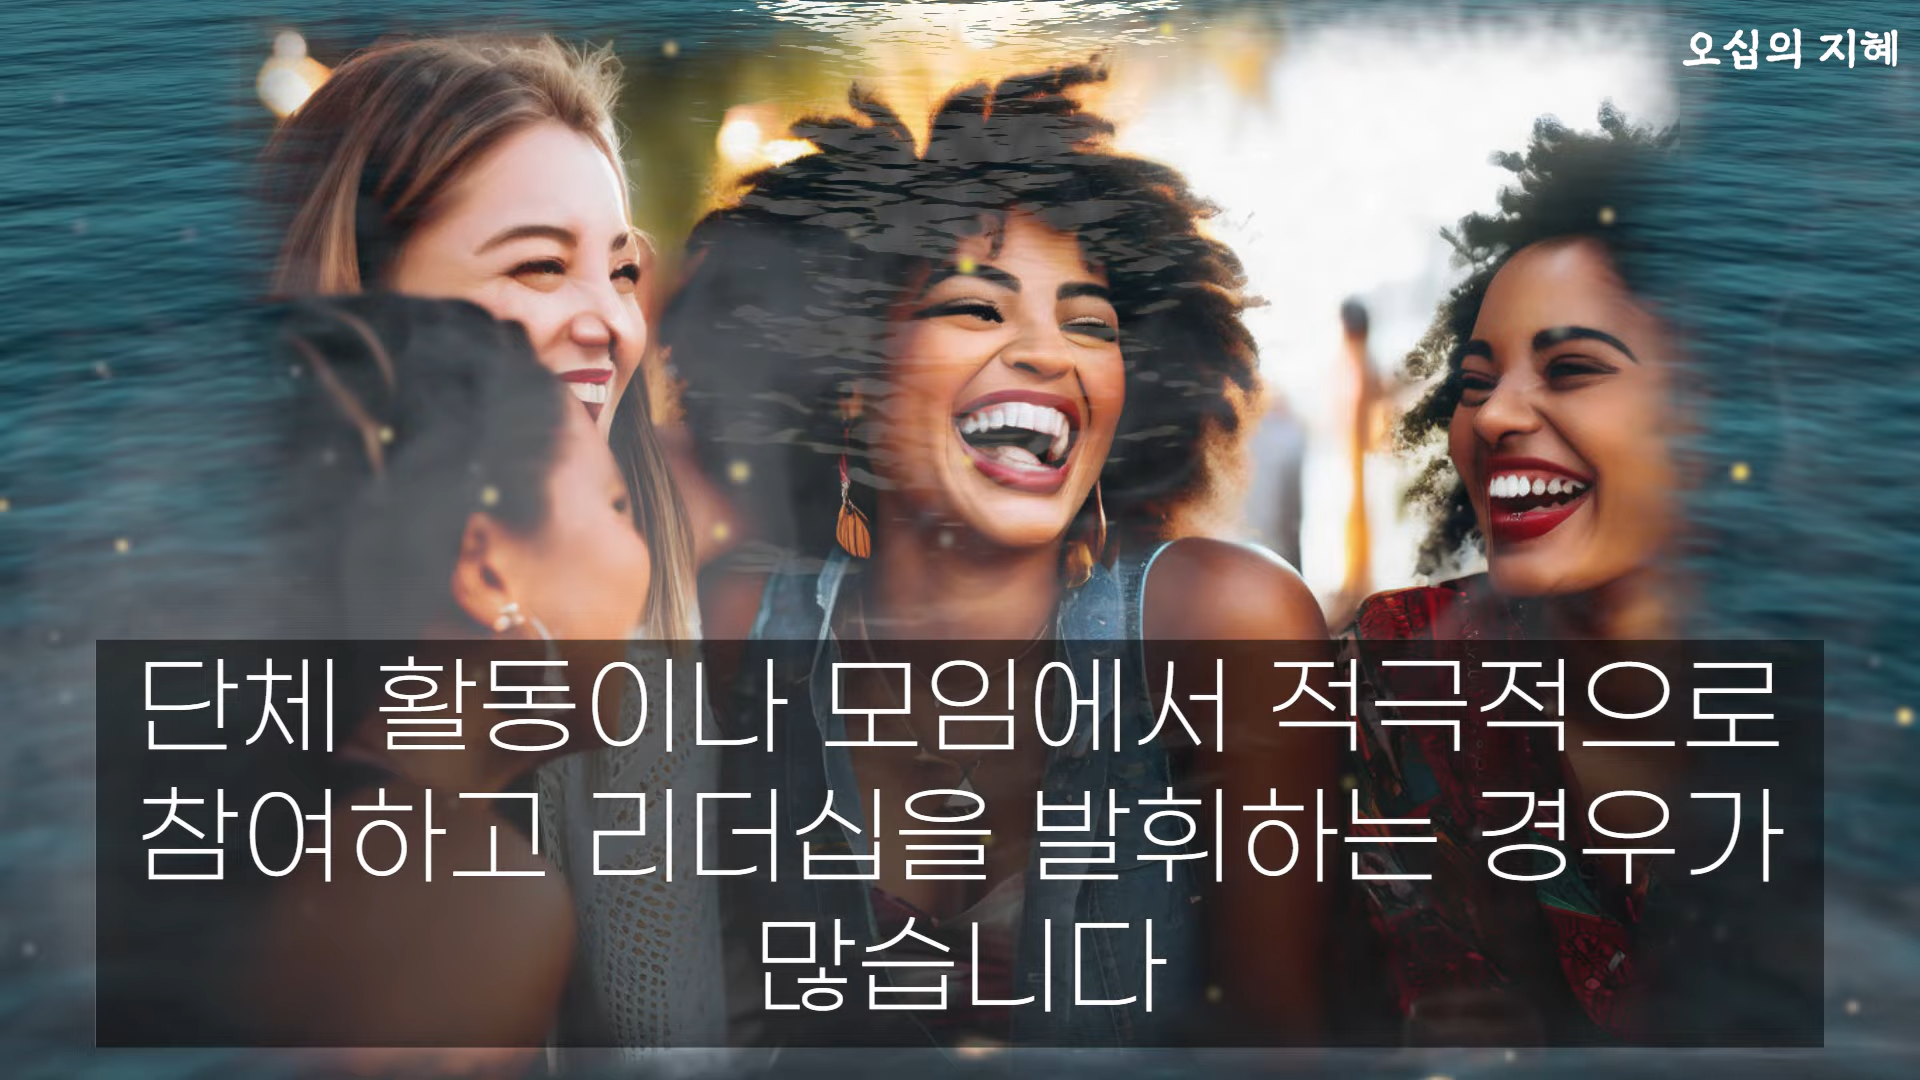 오십의 지혜
단체 활동이나 모임에서 적극적으로
참여하고 리더십을 발휘하는 경우가
많습니다